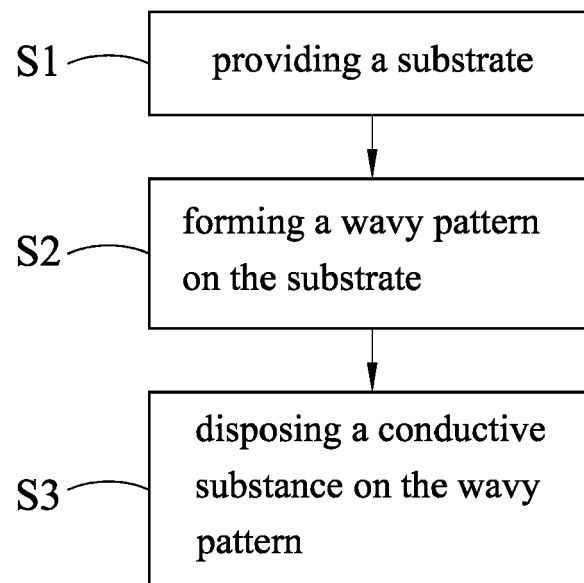 S1
providing a substrate
S2
forming a wavy pattern
on the substrate
S3
disposing a conductive
substance on the wavy
pattern